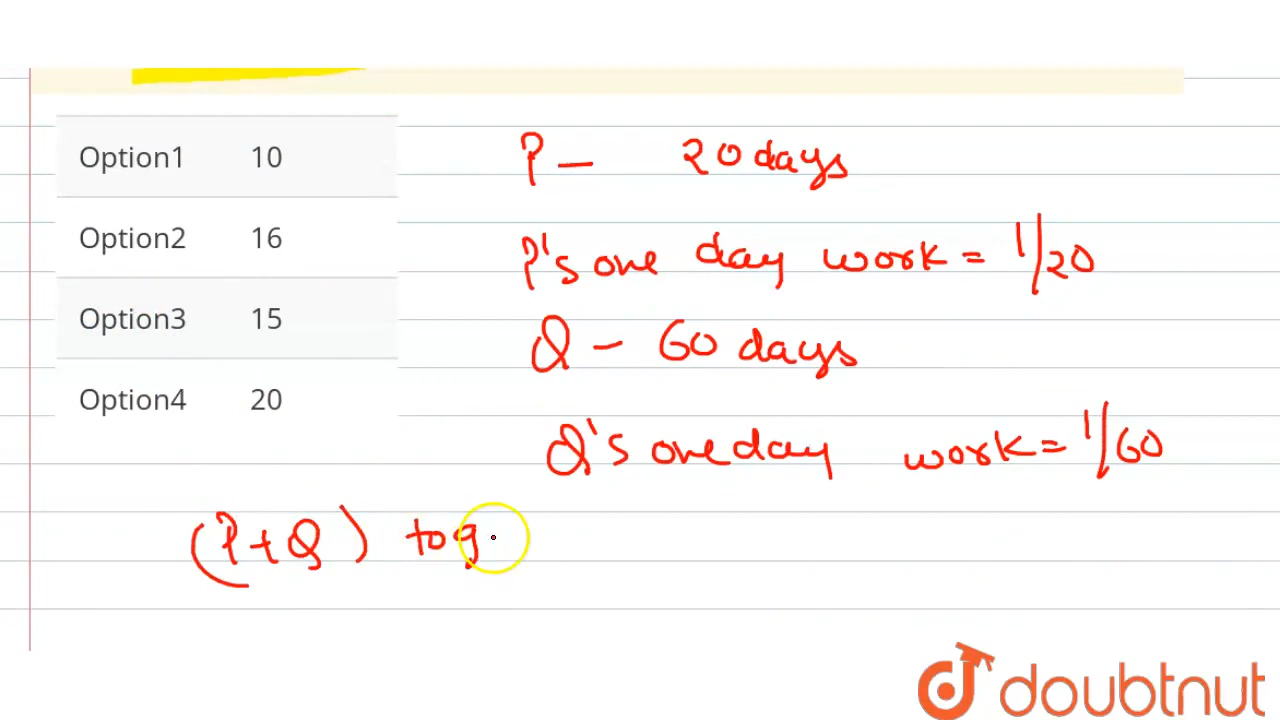 Option1 10
Option2 16
Option3 15
Option4 20
P — 20 days
P's one day work = 1/20
Q — 60 days
Q's one day work = 1/60
(P+Q) tog
doubtnut